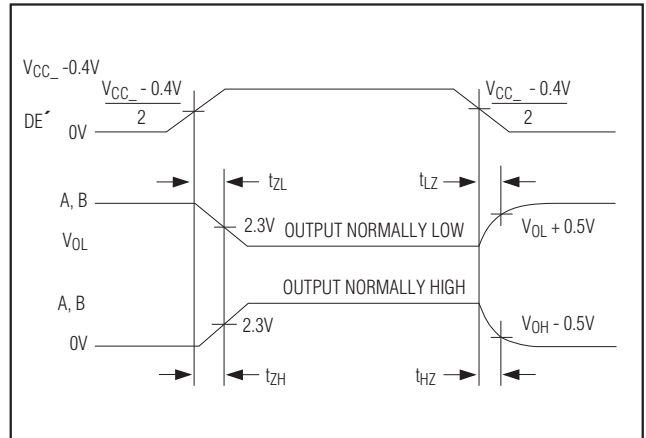 VCC_ -0.4V
VCC_ - 0.4V
2
VCC_ - 0.4V
2
DE´
0V
tZL
tLZ
A, B
2.3V
OUTPUT NORMALLY LOW
VOL + 0.5V
VOL
OUTPUT NORMALLY HIGH
A, B
2.3V
VOH - 0.5V
0V
tZH
tHZ